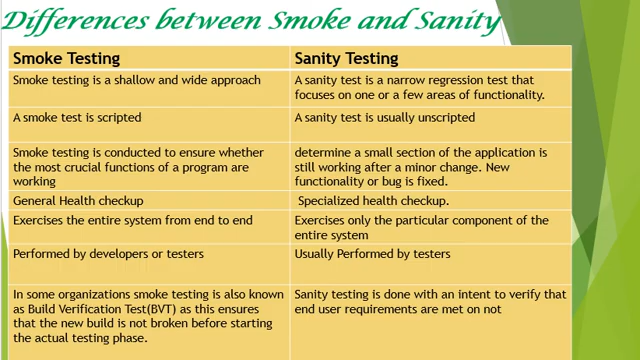 Differences between Smoke and Sanity
Smoke Testing
Sanity Testing
Smoke testing is a shallow and wide approach
A sanity test is a narrow regression test that
focuses on one or a few areas of functionality.
A smoke test is scripted
A sanity test is usually unscripted
Smoke testing is conducted to ensure whether
the most crucial functions of a program are
working
determine a small section of the application is
still working after a minor change. New
functionality or bug is fixed.
General Health checkup
Specialized health checkup.
Exercises the entire system from end to end
Exercises only the particular component of the
entire system
Performed by developers or testers
Usually Performed by testers
In some organizations smoke testing is also known
as Build Verification Test(BVT) as this ensures
that the new build is not broken before starting
the actual testing phase.
Sanity testing is done with an intent to verify that
end user requirements are met on not